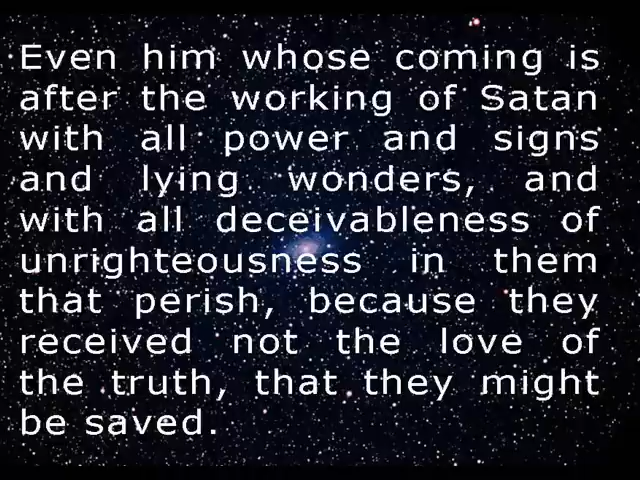 Even him whose coming is
after the working of Satan
with all power and signs
and lying wonders, and
with all deceivableness of
unrighteousness in them
that perish, because they
received not the love of
the truth, that they might
be saved.